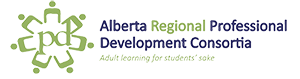 pd
Alberta Regional Professional
Development Consortia
Adult learning for students' sake